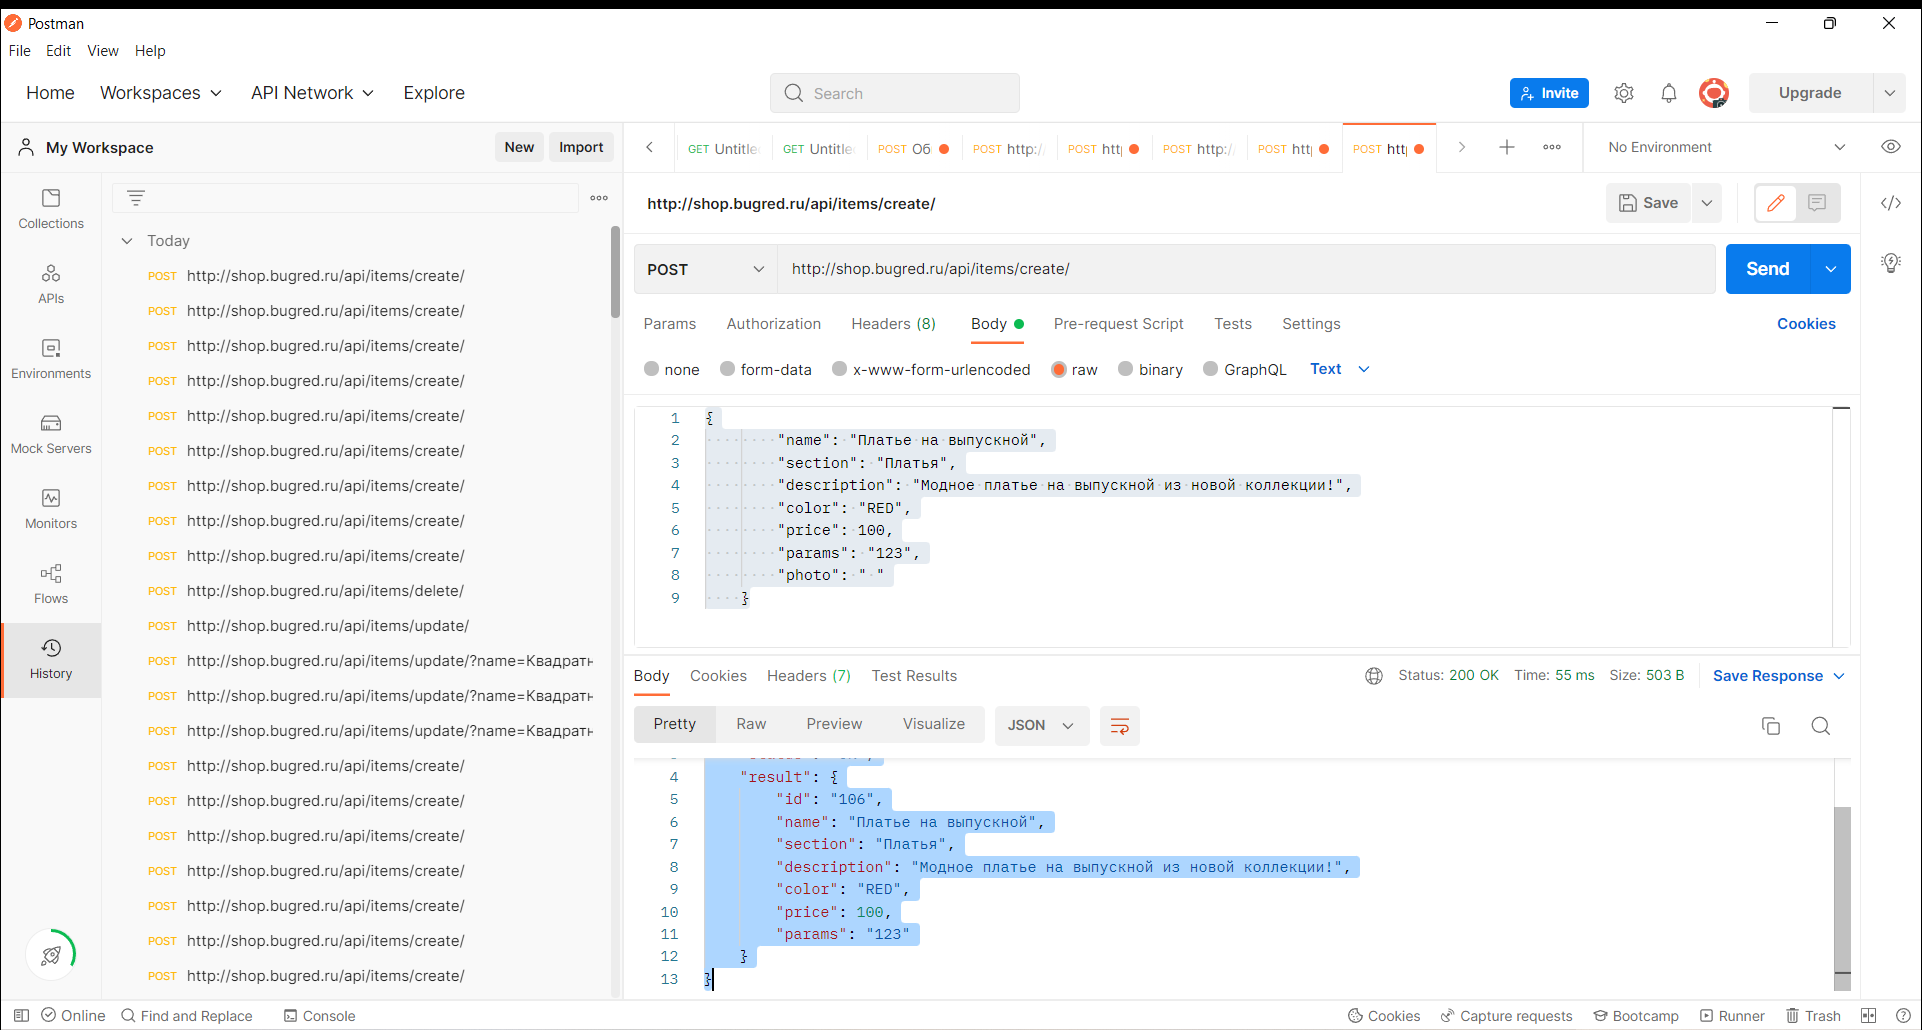 Postman
File Edit View Help
Home Workspaces API Network Explore
Search
Invite
Upgrade
My Workspace
New Import
GET Untitle GET Untitle POST Об POST http:/ POST htt POST http:/ POST htt POST htt
No Environment
Collections
APIs
Environments
Mock Servers
Monitors
Flows
History
Today
POST http://shop.bugred.ru/api/items/create/
POST http://shop.bugred.ru/api/items/create/
POST http://shop.bugred.ru/api/items/create/
POST http://shop.bugred.ru/api/items/create/
POST http://shop.bugred.ru/api/items/create/
POST http://shop.bugred.ru/api/items/create/
POST http://shop.bugred.ru/api/items/create/
POST http://shop.bugred.ru/api/items/create/
POST http://shop.bugred.ru/api/items/create/
POST http://shop.bugred.ru/api/items/delete/
POST http://shop.bugred.ru/api/items/update/
POST http://shop.bugred.ru/api/items/update/?name=Квадратн
POST http://shop.bugred.ru/api/items/update/?name=Квадратн
POST http://shop.bugred.ru/api/items/update/?name=Квадратн
POST http://shop.bugred.ru/api/items/create/
POST http://shop.bugred.ru/api/items/create/
POST http://shop.bugred.ru/api/items/create/
POST http://shop.bugred.ru/api/items/create/
POST http://shop.bugred.ru/api/items/create/
POST http://shop.bugred.ru/api/items/create/
POST http://shop.bugred.ru/api/items/create/
http://shop.bugred.ru/api/items/create/
Save
POST http://shop.bugred.ru/api/items/create/
Send
Params Authorization Headers (8) Body Pre-request Script Tests Settings
Cookies
none form-data x-www-form-urlencoded raw binary GraphQL Text
1 {
2 "name": "Платье на выпускной",
3 "section": "Платья",
4 "description": "Модное платье на выпускной из новой коллекции!",
5 "color": "RED",
6 "price": 100,
7 "params": "123",
8 "photo": " "
9 }
Body Cookies Headers (7) Test Results
Status: 200 OK Time: 55 ms Size: 503 B
Save Response
Pretty Raw Preview Visualize JSON
4 "result": {
5 "id": "106",
6 "name": "Платье на выпускной",
7 "section": "Платья",
8 "description": "Модное платье на выпускной из новой коллекции!",
9 "color": "RED",
10 "price": 100,
11 "params": "123"
12 }
13 }
Online Find and Replace Console
Cookies Capture requests Bootcamp Runner Trash